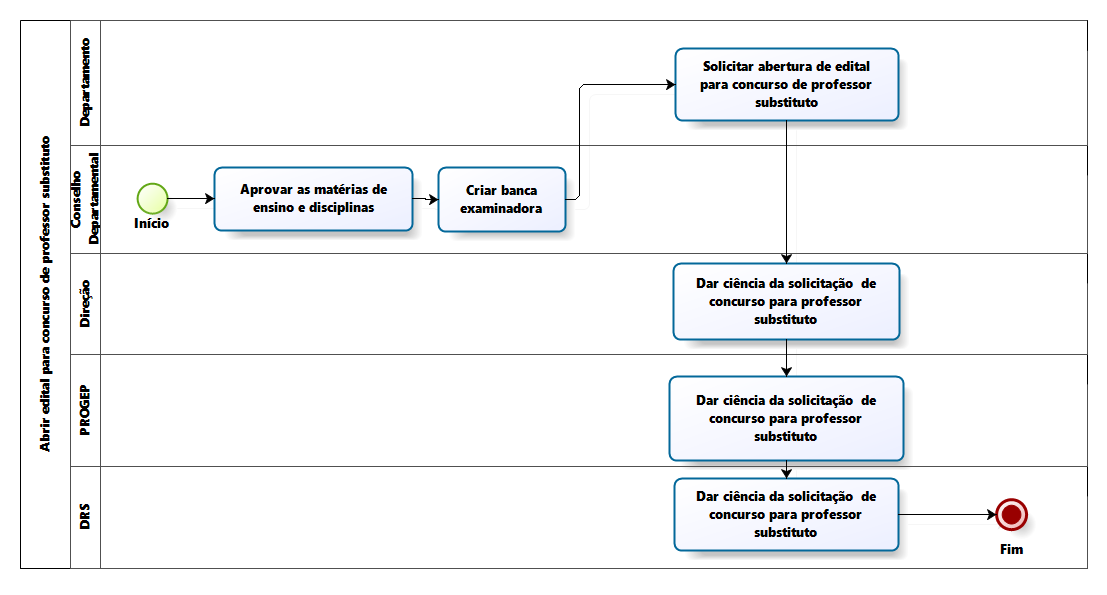 Abrir edital para concurso de professor substituto
Departamento
Solicitar abertura de edital
para concurso de professor
substituto
Conselho
Departamental
Início
Aprovar as matérias de
ensino e disciplinas
Criar banca
examinadora
Direção
Dar ciência da solicitação de
concurso para professor
substituto
PROGEP
Dar ciência da solicitação de
concurso para professor
substituto
DRS
Dar ciência da solicitação de
concurso para professor
substituto
Fim